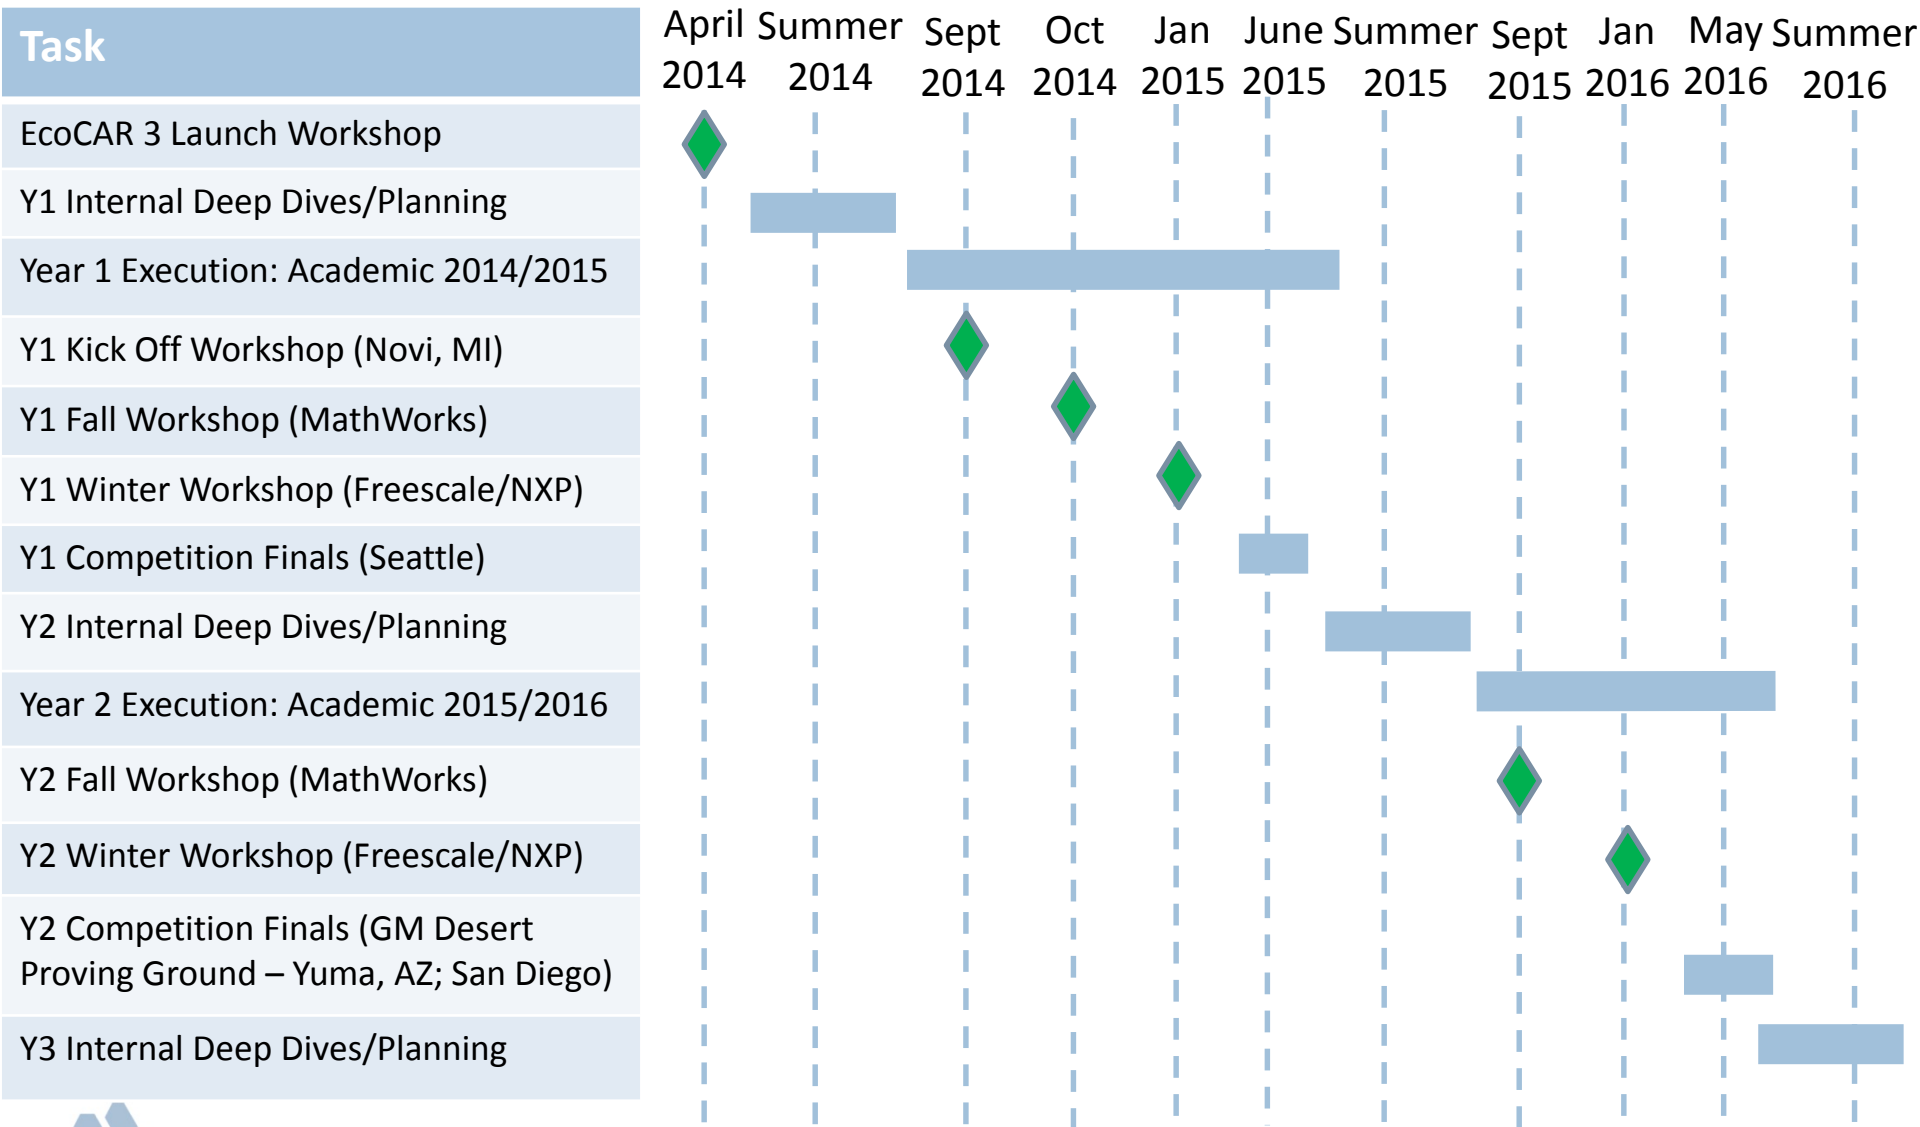 Task
April Summer Sept Oct Jan June Summer Sept Jan May Summer
2014 2014 2014 2014 2015 2015 2015 2015 2016 2016 2016
EcoCAR 3 Launch Workshop
Y1 Internal Deep Dives/Planning
Year 1 Execution: Academic 2014/2015
Y1 Kick Off Workshop (Novi, MI)
Y1 Fall Workshop (MathWorks)
Y1 Winter Workshop (Freescale/NXP)
Y1 Competition Finals (Seattle)
Y2 Internal Deep Dives/Planning
Year 2 Execution: Academic 2015/2016
Y2 Fall Workshop (MathWorks)
Y2 Winter Workshop (Freescale/NXP)
Y2 Competition Finals (GM Desert
Proving Ground – Yuma, AZ; San Diego)
Y3 Internal Deep Dives/Planning